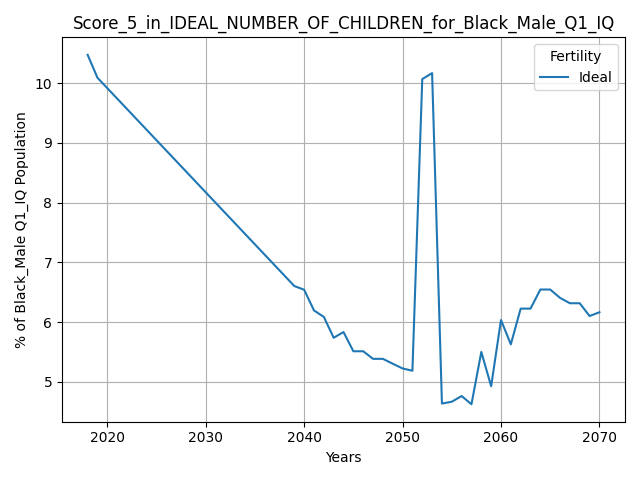 Score_5_in_IDEAL_NUMBER_OF_CHILDREN_for_Black_Male_Q1_IQ
Fertility
Ideal
% of Black_Male Q1_IQ Population
10
9
8
7
6
5
2020 2030 2040 2050 2060 2070
Years